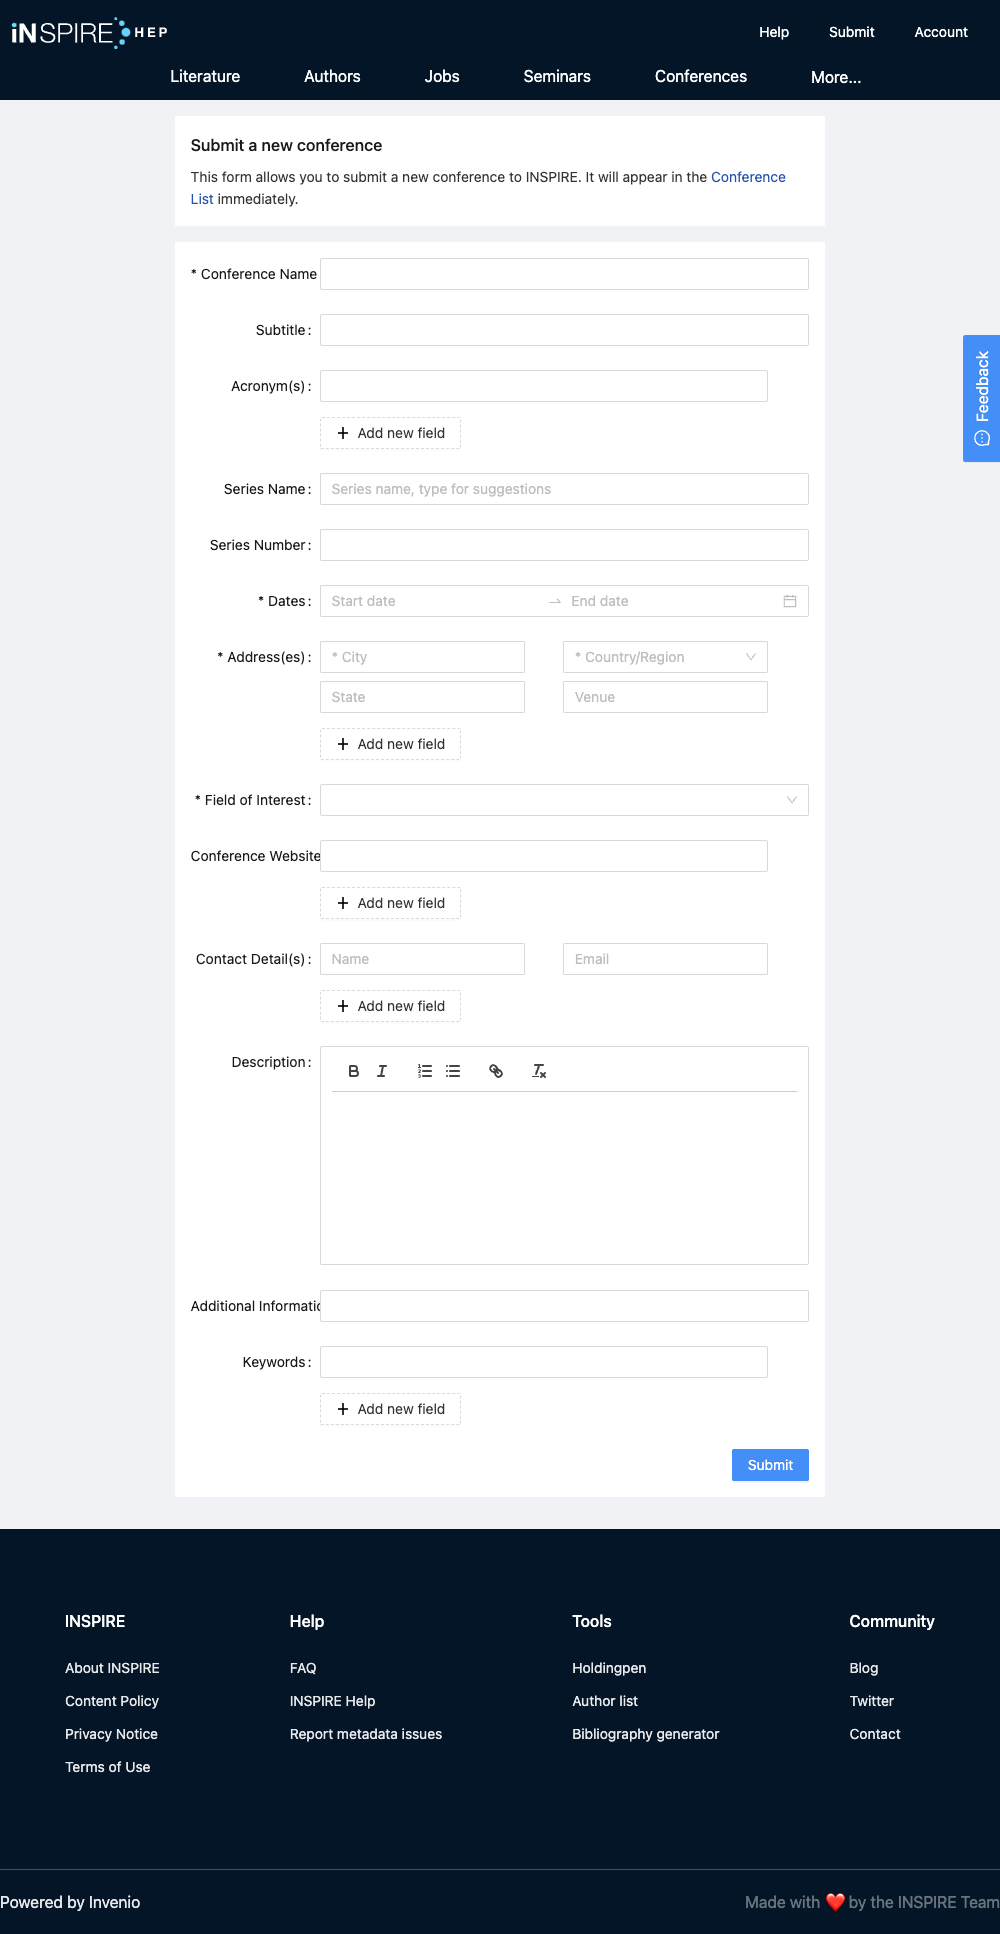 iNSPIRE HEP
Help Submit Account
Literature Authors Jobs Seminars Conferences More...
Submit a new conference
This form allows you to submit a new conference to INSPIRE. It will appear in the Conference
List immediately.
* Conference Name
Subtitle :
Acronym(s) :
+ Add new field
Series Name : Series name, type for suggestions
Series Number :
* Dates : Start date → End date
* Address(es) : * City * Country/Region
State Venue
+ Add new field
* Field of Interest :
Conference Website
+ Add new field
Contact Detail(s) : Name Email
+ Add new field
Description :
Additional Informatio
Keywords :
+ Add new field
Submit
Feedback
INSPIRE
About INSPIRE
Content Policy
Privacy Notice
Terms of Use
Help
FAQ
INSPIRE Help
Report metadata issues
Tools
Holdingpen
Author list
Bibliography generator
Community
Blog
Twitter
Contact
Powered by Invenio
Made with ❤️ by the INSPIRE Team